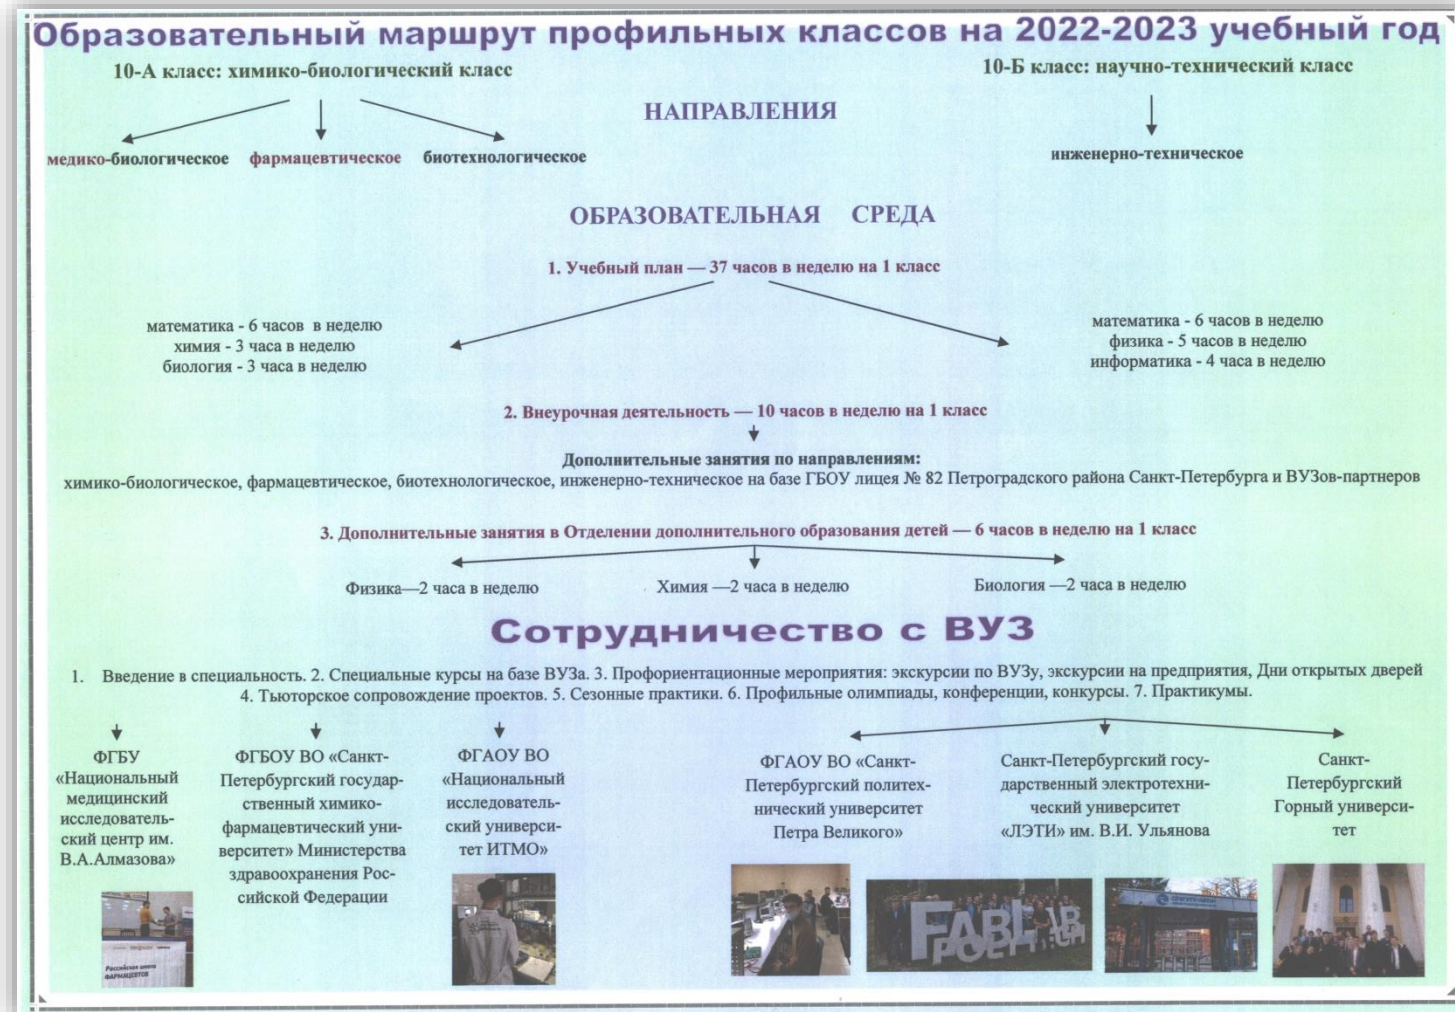 Образовательный маршрут профильных классов на 2022-2023 учебный год
10-А класс: химико-биологический класс
10-Б класс: научно-технический класс
НАПРАВЛЕНИЯ
медико-биологическое фармацевтическое биотехнологическое
инженерно-техническое
ОБРАЗОВАТЕЛЬНАЯ СРЕДА
1. Учебный план — 37 часов в неделю на 1 класс
математика - 6 часов в неделю
химия - 3 часа в неделю
биология - 3 часа в неделю
математика - 6 часов в неделю
физика - 5 часов в неделю
информатика - 4 часа в неделю
2. Внеурочная деятельность — 10 часов в неделю на 1 класс
Дополнительные занятия по направлениям:
химико-биологическое, фармацевтическое, биотехнологическое, инженерно-техническое на базе ГБОУ лицея № 82 Петроградского района Санкт-Петербурга и ВУЗов-партнеров
3. Дополнительные занятия в Отделении дополнительного образования детей — 6 часов в неделю на 1 класс
Физика—2 часа в неделю
Химия —2 часа в неделю
Биология —2 часа в неделю
Сотрудничество с ВУЗ
1. Введение в специальность. 2. Специальные курсы на базе ВУЗа. 3. Профориентационные мероприятия: экскурсии по ВУЗу, экскурсии на предприятия, Дни открытых дверей
4. Тьюторское сопровождение проектов. 5. Сезонные практики. 6. Профильные олимпиады, конференции, конкурсы. 7. Практикумы.
ФГБУ
«Национальный
медицинский
исследователь-
ский центр им.
В.А.Алмазова»
ФГБОУ ВО «Санкт-
Петербургский государ-
ственный химико-
фармацевтический уни-
верситет» Министерства
здравоохранения Рос-
сийской Федерации
ФГАОУ ВО
«Национальный
исследователь-
ский универси-
тет ИТМО»
ФГАОУ ВО «Санкт-
Петербургский политех-
нический университет
Петра Великого»
Санкт-Петербургский госу-
дарственный электротехни-
ческий университет
«ЛЭТИ» им. В.И. Ульянова
Санкт-
Петербургский
Горный универси-
тет
Российская школа
ФАРМАЦЕВТОВ
FABLAB
POLYTECH